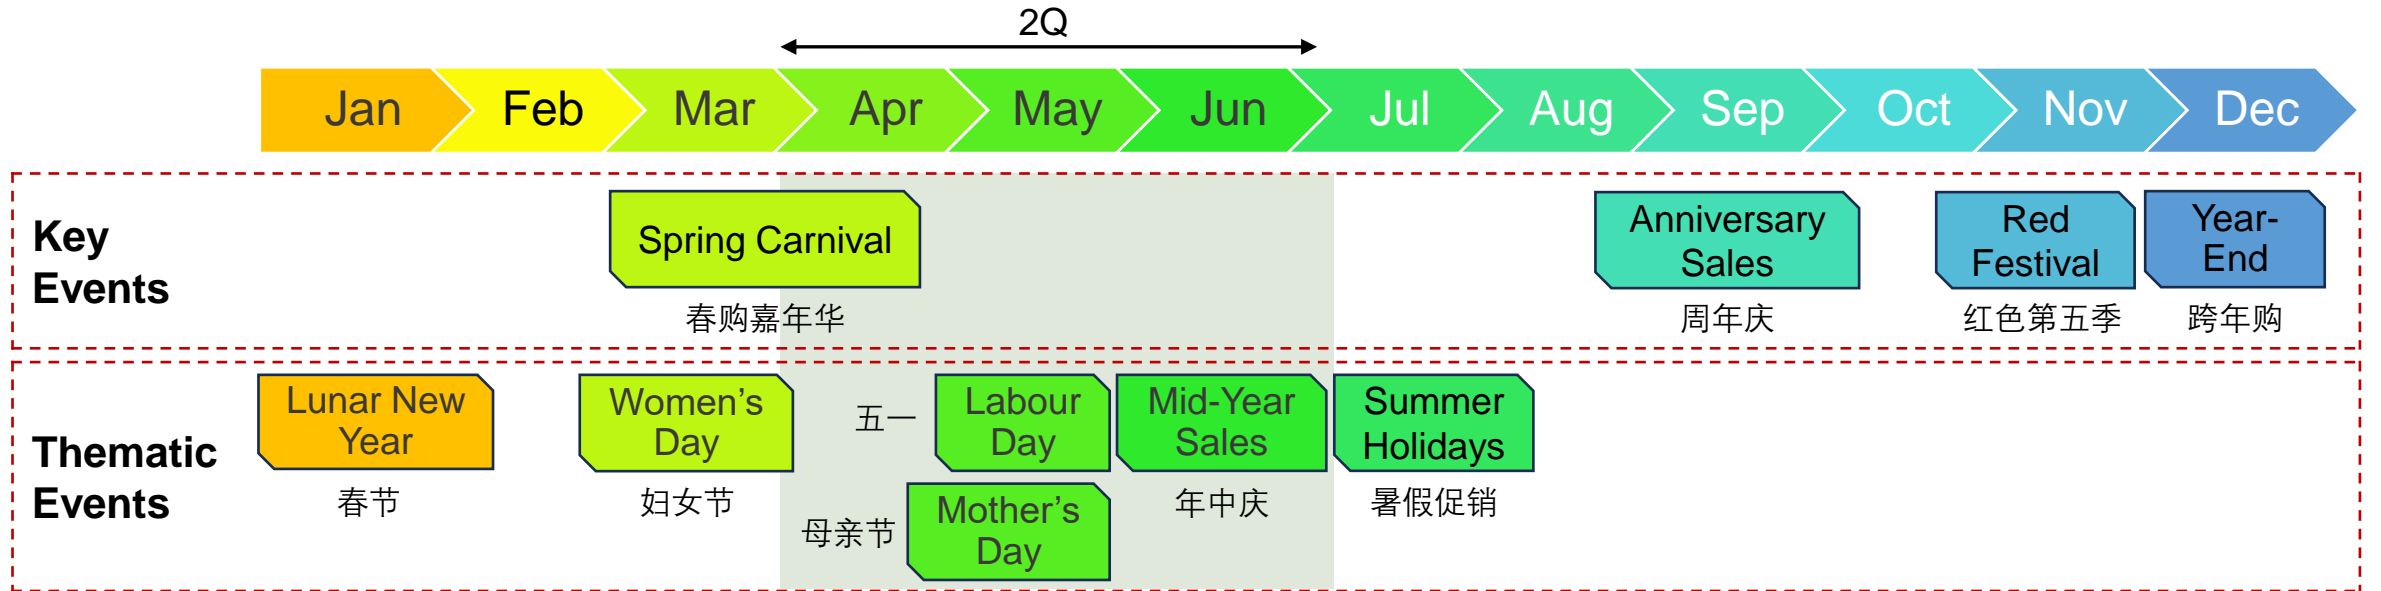 2Q
Jan Feb Mar Apr May Jun Jul Aug Sep Oct Nov Dec
Key
Events
Spring Carnival
春购嘉年华
Anniversary
Sales
周年庆
Red
Festival
红色第五季
Year-
End
跨年购
Thematic
Events
Lunar New
Year
春节
Women's
Day
妇女节
五一
Labour
Day
母亲节
Mother's
Day
Mid-Year
Sales
年中庆
Summer
Holidays
暑假促销